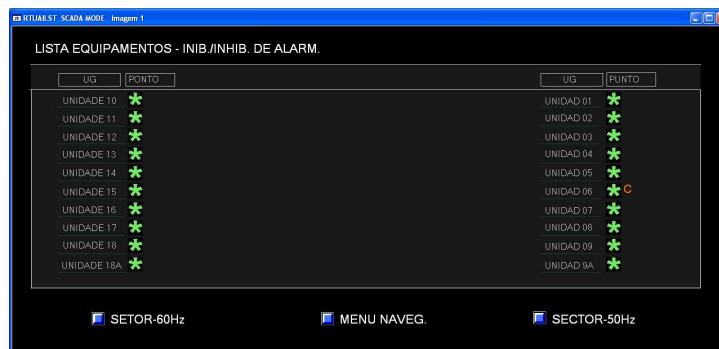 RTUAILST SCADA MODE Imagem 1
LISTA EQUIPAMENTOS - INIB./INHIB. DE ALARM.
UG PONTO UG PUNTO
UNIDADE 10 * UNIDAD 01 *
UNIDADE 11 * UNIDAD 02 *
UNIDADE 12 * UNIDAD 03 *
UNIDADE 13 * UNIDAD 04 *
UNIDADE 14 * UNIDAD 05 *
UNIDADE 15 * UNIDAD 06 * C
UNIDADE 16 * UNIDAD 07 *
UNIDADE 17 * UNIDAD 08 *
UNIDADE 18 * UNIDAD 09 *
UNIDADE 18A * UNIDAD 9A *
SETOR-60Hz MENU NAVEG. SECTOR-50Hz